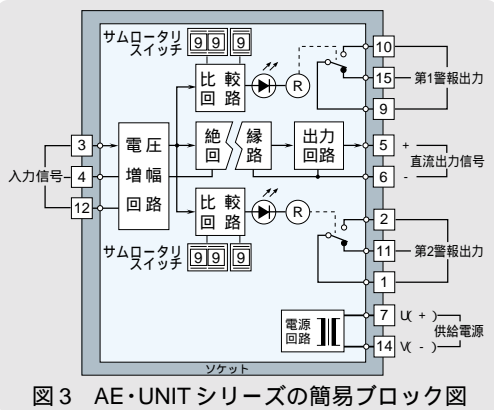 サムロータリ
スイッチ
9 9 9
比較
回路
R
10
15
第1警報出力
9
3
入力信号
4
12
電圧
増幅
回路
絶縁
回路
出力
回路
5 +
直流出力信号
6 -
比較
回路
R
サムロータリ
スイッチ
9 9 9
2
11
第2警報出力
1
電源
回路
7 U( + )
供給電源
14 V( - )
ソケット
図3 AE・UNITシリーズの簡易ブロック図